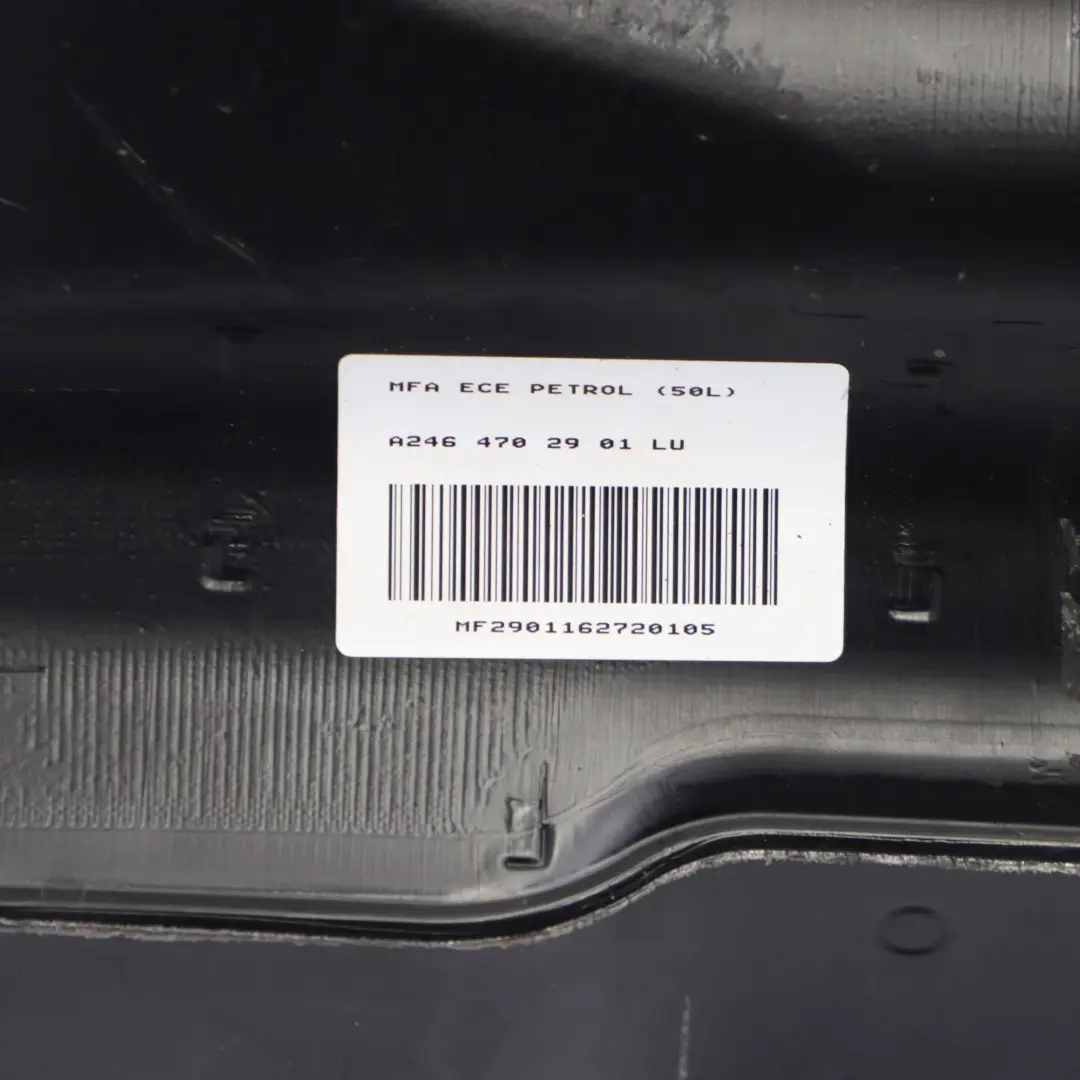 MFA ECE PETROL (50L)
A246 470 29 01 LU
MF2901162720105